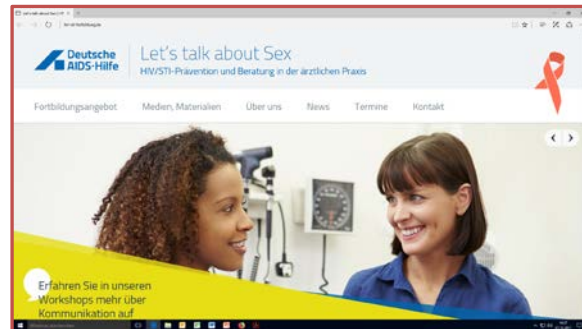 Deutsche
AIDS-Hilfe
Let's talk about Sex
HIV/STI-Prävention und Beratung in der ärztlichen Praxis
Fortbildungsangebot Medien, Materialien Über uns News Termine Kontakt
Erfahren Sie in unseren
Workshops mehr über
Kommunikation auf